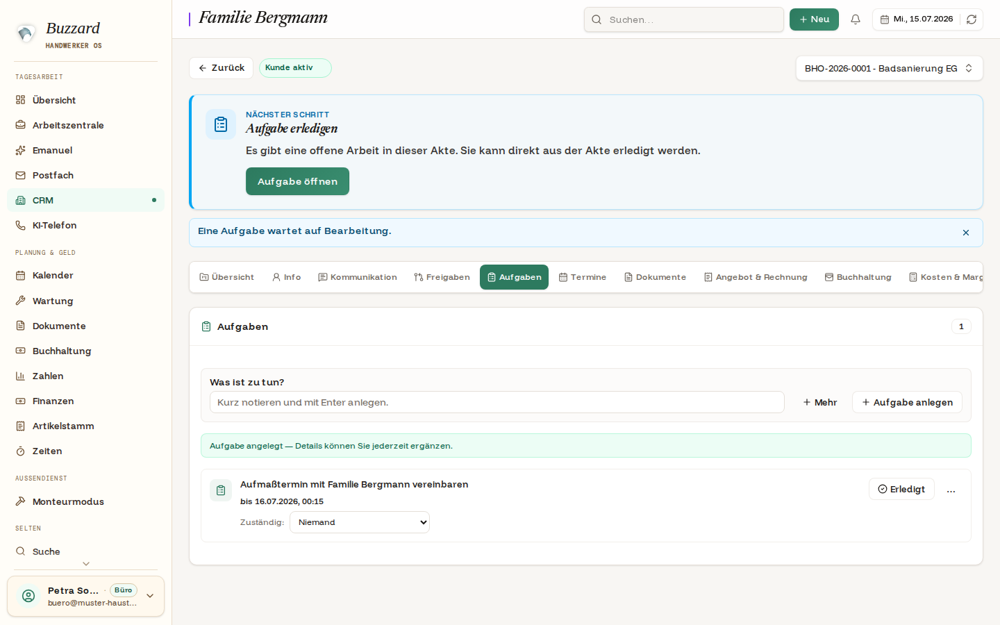 Buzzard
HANDWERKER OS
TAGESARBEIT
Übersicht
Arbeitszentrale
Emanuel
Postfach
CRM
KI-Telefon
PLANUNG & GELD
Kalender
Wartung
Dokumente
Buchhaltung
Zahlen
Finanzen
Artikelstamm
Zeiten
AUSSENDIENST
Monteurmodus
SELTEN
Suche
Petra So... · Büro
buero@muster-haust...
Familie Bergmann
Suchen...
Neu
Mi., 15.07.2026
Zurück
Kunde aktiv
BHO-2026-0001 - Badsanierung EG
NÄCHSTER SCHRITT
Aufgabe erledigen
Es gibt eine offene Arbeit in dieser Akte. Sie kann direkt aus der Akte erledigt werden.
Aufgabe öffnen
Eine Aufgabe wartet auf Bearbeitung.
Übersicht Info Kommunikation Freigaben Aufgaben Termine Dokumente Angebot & Rechnung Buchhaltung Kosten & Marg
Aufgaben 1
Was ist zu tun?
Kurz notieren und mit Enter anlegen.
Mehr
Aufgabe anlegen
Aufgabe angelegt — Details können Sie jederzeit ergänzen.
Aufmaßtermin mit Familie Bergmann vereinbaren
bis 16.07.2026, 00:15
Zuständig: Niemand
Erledigt ...